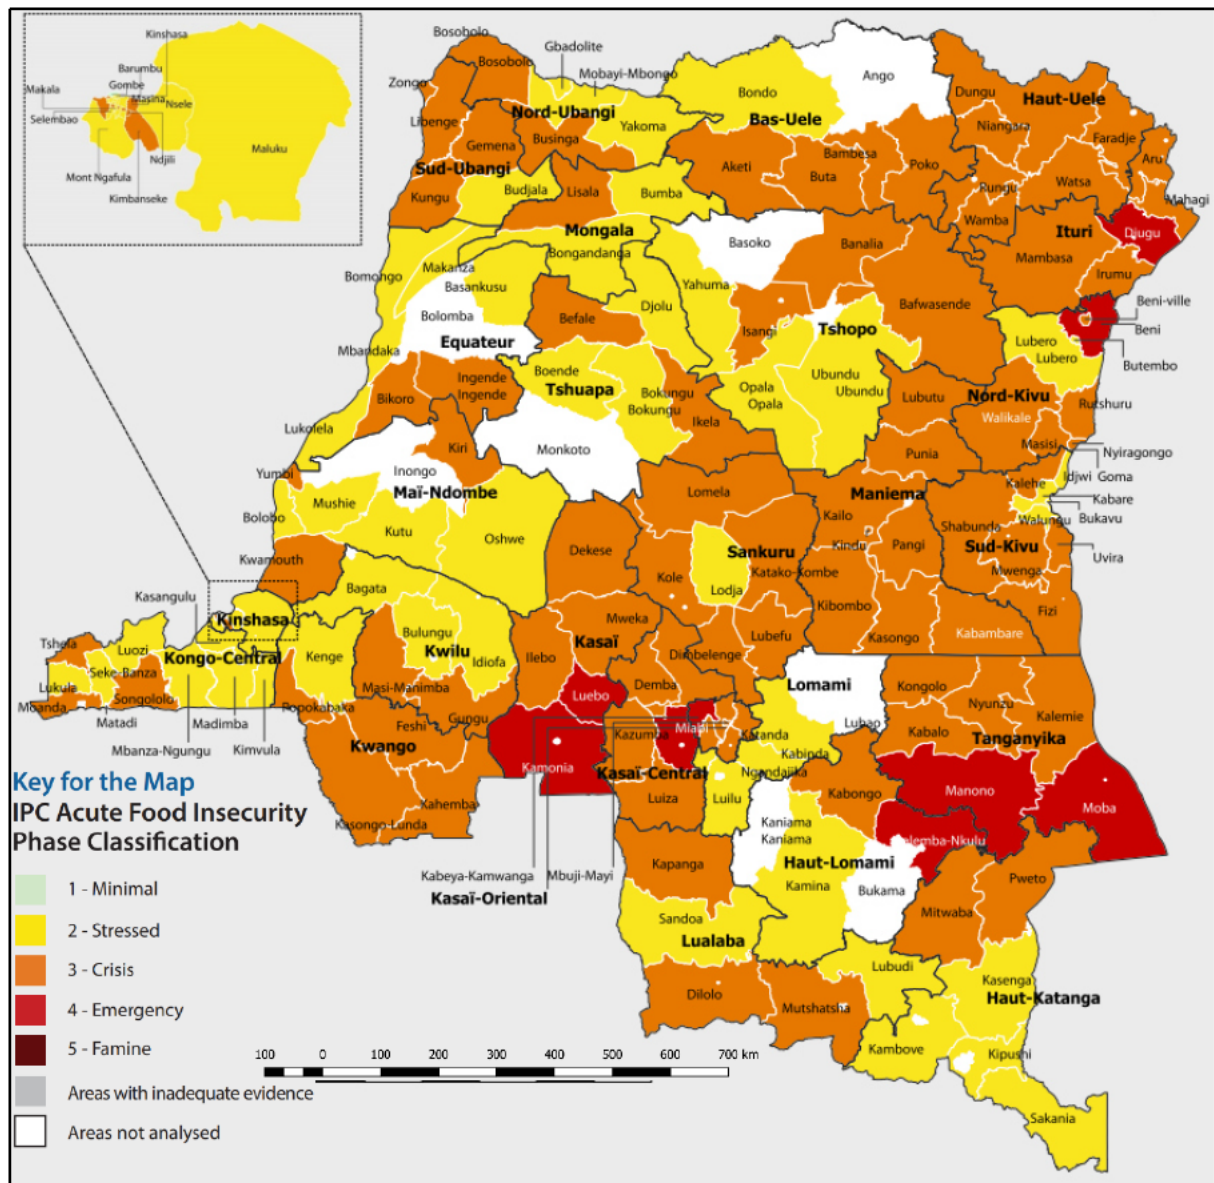 Kinshasa
Barumbu
Gombe
Makala
Masina
Nsele
Selembao
Maluku
Ndjili
Mont Ngafula
Kimbanseke
Bosobolo
Gbadolite
Bosobolo
Mobayi-Mbongo
Zongo
Bondo
Ango
Dungu
Haut-Uele
Nord-Ubangi
Bas-Uele
Libenge
Yakoma
Niangara
Faradje
Businga
Gemena
Bambesa
Aru
Sud-Ubangi
Aketi
Poko
Buta
Watsa
Budjala
Lisala
Bumba
Rungu
Kungu
Mahagi
Wamba
Mongala
Ituri
Djugu
Basoko
Banalia
Bongandanga
Mambasa
Makanza
Bomongo
Irumu
Basankusu
Yahuma
Djolu
Bafwasende
Beni-ville
Bolomba
Befale
Isangi
Tshopo
Beni
Equateur
Lubero
Mbandaka
Lubero
Butembo
Boende
Ubundu
Ingende
Tshuapa
Bokungu
Opala
Ubundu
Ingende
Nord-Kivu
Bikoro
Bokungu
Opala
Lubutu
Rutshuru
Walikale
Ikela
Lukolela
Masisi
Kiri
Monkoto
Punia
Nyiragongo
Yumbi
Inongo
Idjwi
Goma
Kalehe
Maï-Ndombe
Lomela
Maniema
Kabare
Mushie
Kailo
Bolobo
Walungu
Bukavu
Shabunda
Kutu
Oshwe
Kindu
Pangi
Sud-Kivu
Dekese
Sankuru
Uvira
Kwamouth
Katako-Kombe
Mwenga
Kole
Bagata
Lodja
Kasangulu
Kibombo
Fizi
Kinshasa
Mweka
Bulungu
Kasaï
Lubefu
Kasongo
Kabambare
Tshela
Luozi
Kongo-Central
Kenge
Kwilu
Ilebo
Dimbelenge
Idiofa
Seke-Banza
Lomami
Lukula
Masi-Manimba
Demba
Kongolo
Songololo
Luebo
Nyunzu
Moanda
Popokabaka
Lubao
Kalemie
Matadi
Madimba
Feshi
Gungu
Kazumba
Miabi
Katanda
Kabalo
Tanganyika
Mbanza-Ngungu
Kimvula
Kwango
Kabinda
Kamonia
Kasaï-Central
Ngandajika
Manono
Luiza
Luilu
Kabongo
Moba
Kahemba
Kaniama
Kasongo-Lunda
Kaniama
Kapanga
Haut-Lomami
Kabeya-Kamwanga
Mbuji-Mayi
Kamina
Bukama
Pweto
Kasaï-Oriental
Mitwaba
Sandoa
Lualaba
Lubudi
Kasenga
Dilolo
Haut-Katanga
Mutshatsha
Kambove
Kipushi
Sakania
Key for the Map
IPC Acute Food Insecurity
Phase Classification
1 - Minimal
2 - Stressed
3 - Crisis
4 - Emergency
5 - Famine
Areas with inadequate evidence
Areas not analysed
100 0 100 200 300 400 500 600 700 km